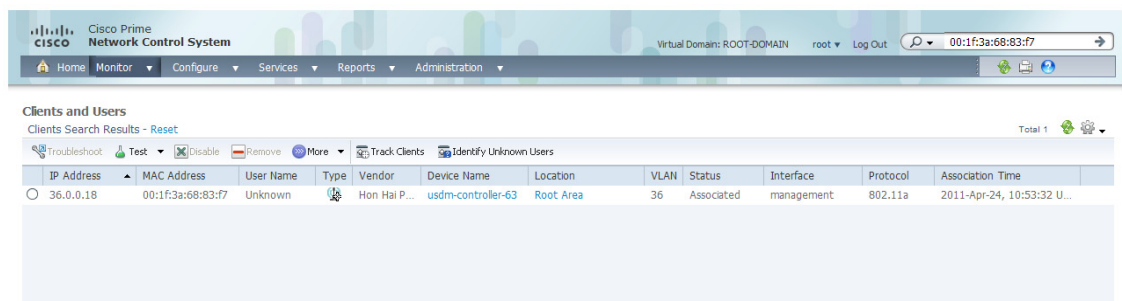 Cisco Prime
CISCO Network Control System
Virtual Domain: ROOT-DOMAIN root Log Out 00:1f:3a:68:83:f7
Home Monitor Configure Services Reports Administration
Clients and Users
Clients Search Results - Reset Total 1
Troubleshoot Test Disable Remove More Track Clients Identify Unknown Users
IP Address MAC Address User Name Type Vendor Device Name Location VLAN Status Interface Protocol Association Time
36.0.0.18 00:1f:3a:68:83:f7 Unknown Hon Hai P... usdm-controller-63 Root Area 36 Associated management 802.11a 2011-Apr-24, 10:53:32 U...